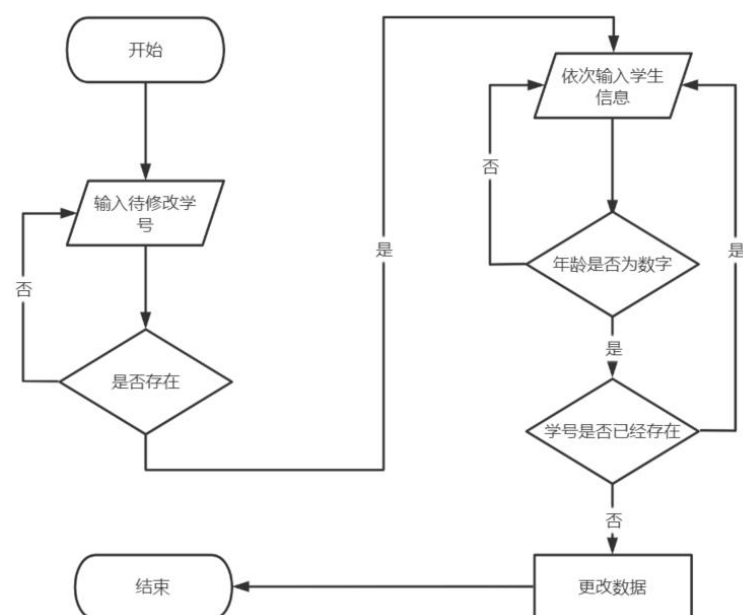 开始
输入待修改学
号
否
是否存在
是
依次输入学生
信息
否
年龄是否为数字
是
是
学号是否已经存在
否
更改数据
结束